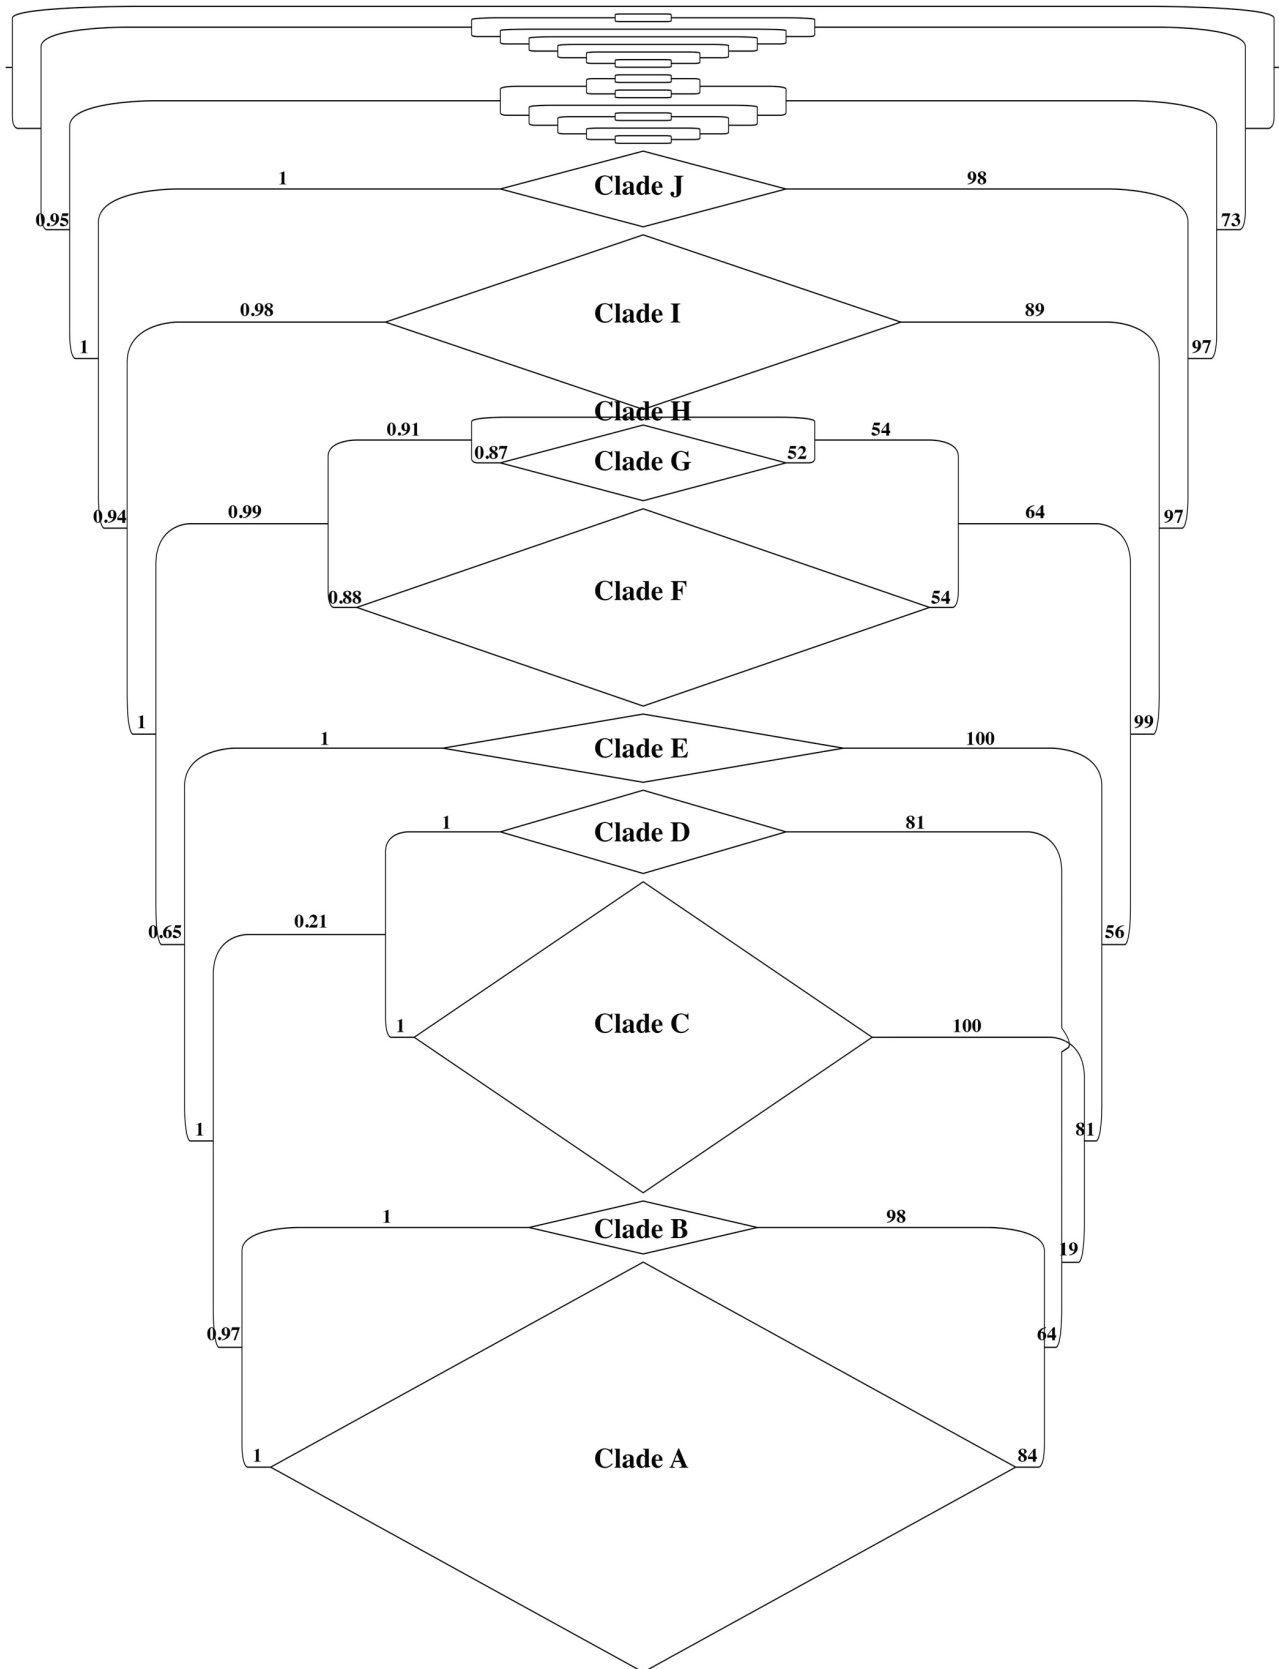 1 Clade J 98
0.95 73
0.98 Clade I 89
1 97
Clade H
0.91 54
0.87 Clade G 52
0.99 64
0.94 97
0.88 Clade F 54
1 99
1 Clade E 100
1 Clade D 81
0.21
0.65 56
1 Clade C 100
1 81
1 Clade B 98
19
0.97 64
1 Clade A 84